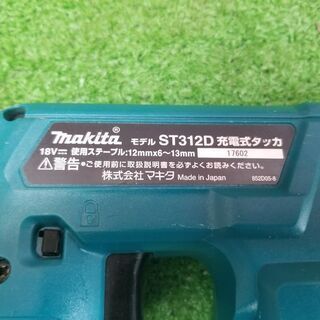 makita® モデル ST312D 充電式タッカ
18V⎓ 使用ステープル:12mmx6〜13mm 17602
⚠警告・ご使用前に取扱説明書を必ずよくお読みください。
株式会社マキタ Made in Japan
852D05-8